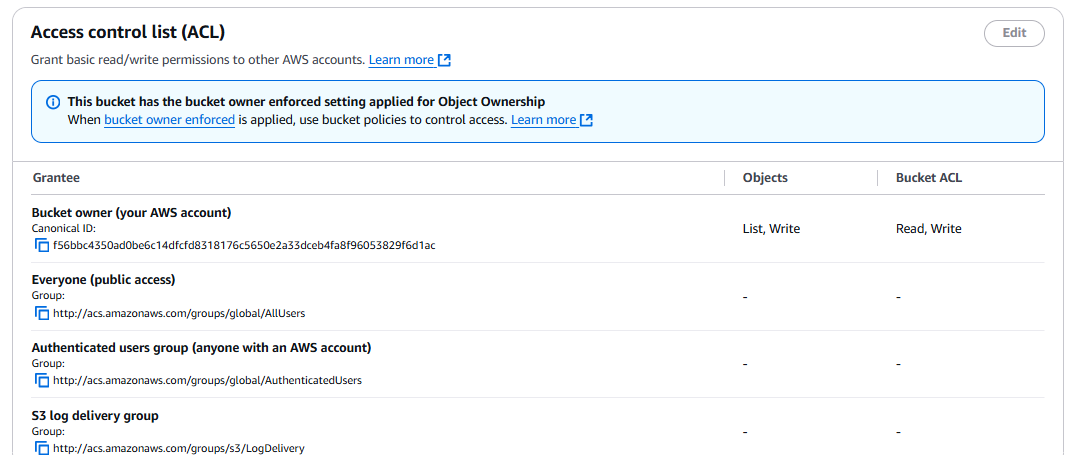 Access control list (ACL)
Edit
Grant basic read/write permissions to other AWS accounts. Learn more
This bucket has the bucket owner enforced setting applied for Object Ownership
When bucket owner enforced is applied, use bucket policies to control access. Learn more
Grantee Objects Bucket ACL
Bucket owner (your AWS account)
Canonical ID:
f56bbc4350ad0be6c14dfcfd8318176c5650e2a33dceb4fa8f96053829f6d1ac
List, Write Read, Write
Everyone (public access)
Group:
http://acs.amazonaws.com/groups/global/AllUsers
- -
Authenticated users group (anyone with an AWS account)
Group:
http://acs.amazonaws.com/groups/global/AuthenticatedUsers
- -
S3 log delivery group
Group:
http://acs.amazonaws.com/groups/s3/LogDelivery
- -